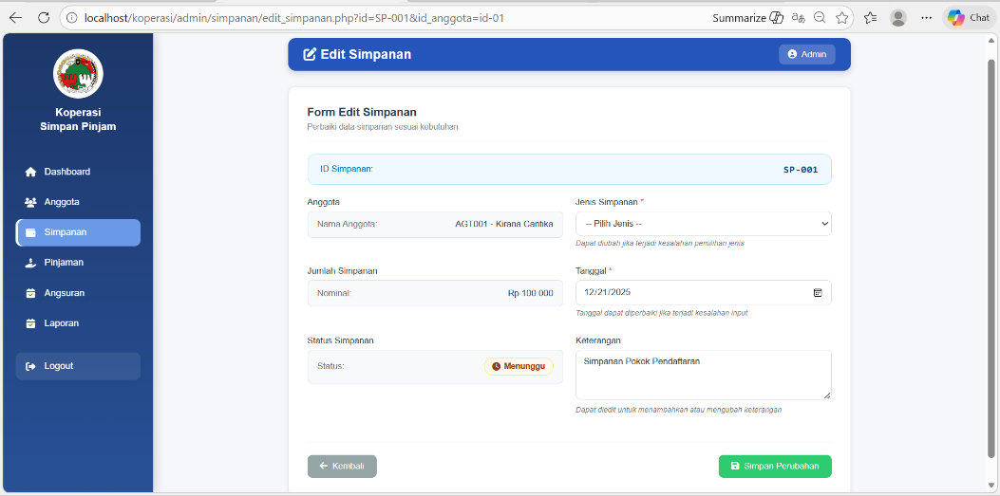 localhost/koperasi/admin/simpanan/edit_simpanan.php?id=SP-001&id_anggota=id-01
Summarize
Chat
Koperasi
Simpan Pinjam
Dashboard
Anggota
Simpanan
Pinjaman
Angsuran
Laporan
Logout
Edit Simpanan
Admin
Form Edit Simpanan
Perbaiki data simpanan sesuai kebutuhan
ID Simpanan: SP-001
Anggota
Nama Anggota: AGT001 - Kirana Cantika
Jenis Simpanan *
-- Pilih Jenis --
Dapat diubah jika terjadi kesalahan pemilihan jenis
Jumlah Simpanan
Nominal: Rp 100.000
Tanggal *
12/21/2025
Tanggal dapat diperbaiki jika terjadi kesalahan input
Status Simpanan
Status: Menunggu
Keterangan
Simpanan Pokok Pendaftaran
Dapat diedit untuk menambahkan atau mengubah keterangan
Kembali
Simpan Perubahan